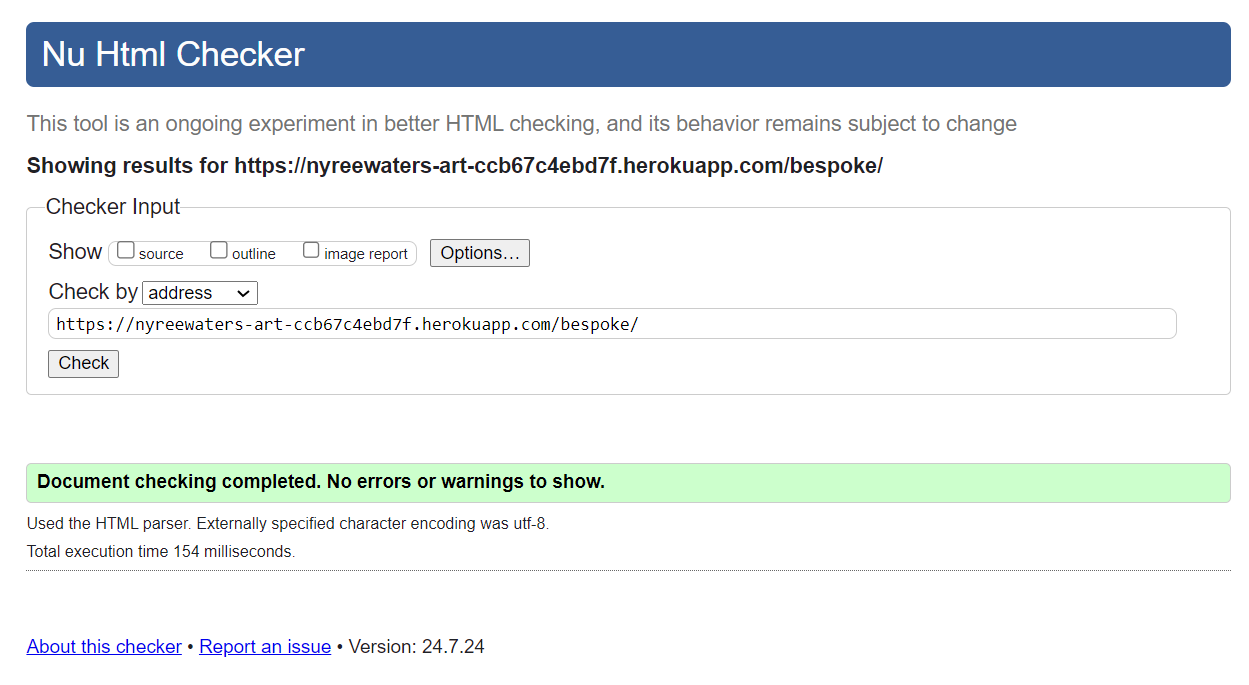 Nu Html Checker
This tool is an ongoing experiment in better HTML checking, and its behavior remains subject to change
Showing results for https://nyreewaters-art-ccb67c4ebd7f.herokuapp.com/bespoke/
Checker Input
Show source outline image report Options…
Check by address
https://nyreewaters-art-ccb67c4ebd7f.herokuapp.com/bespoke/
Check
Document checking completed. No errors or warnings to show.
Used the HTML parser. Externally specified character encoding was utf-8.
Total execution time 154 milliseconds.
About this checker • Report an issue • Version: 24.7.24